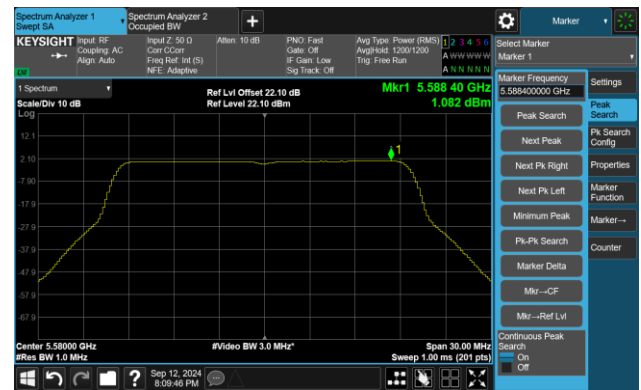 Spectrum Analyzer 1
Swept SA
Spectrum Analyzer 2
Occupied BW
Marker
KEYSIGHT
Input: RF
Coupling: AC
Align: Auto
Input Z: 50 Ω
Corr CCorr
Freq Ref: Int (S)
NFE: Adaptive
Atten: 10 dB
PNO: Fast
Gate: Off
IF Gain: Low
Sig Track: Off
Avg Type: Power (RMS)
Avg|Hold: 1200/1200
Trig: Free Run
1 2 3 4 5 6
A W W W W W
A N N N N N
Select Marker
Marker 1
1 Spectrum
Scale/Div 10 dB
Log
Ref Lvl Offset 22.10 dB
Ref Level 22.10 dBm
Mkr1 5.588 40 GHz
1.082 dBm
12.1
2.10
-7.90
-17.9
-27.9
-37.9
-47.9
-57.9
-67.9
1
Center 5.58000 GHz
#Res BW 1.0 MHz
#Video BW 3.0 MHz*
Span 30.00 MHz
Sweep 1.00 ms (201 pts)
Marker Frequency
5.588400000 GHz
Peak Search
Next Peak
Next Pk Right
Next Pk Left
Minimum Peak
Pk-Pk Search
Marker Delta
Mkr→CF
Mkr→Ref Lvl
Continuous Peak
Search
On
Off
Settings
Peak
Search
Pk Search
Config
Properties
Marker
Function
Marker→
Counter
Sep 12, 2024
8:09:46 PM